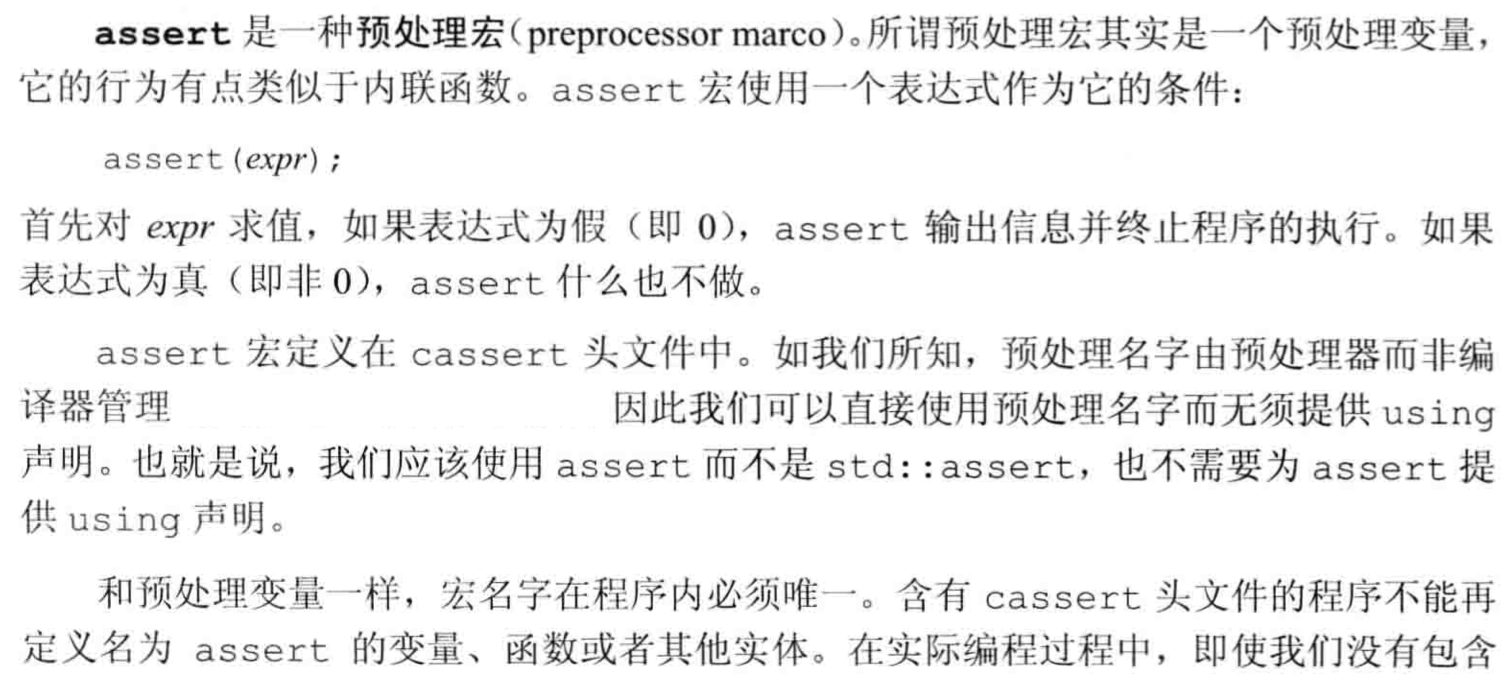 assert 是一种预处理宏(preprocessor marco)。所谓预处理宏其实是一个预处理变量，
它的行为有点类似于内联函数。assert 宏使用一个表达式作为它的条件：
assert(expr);
首先对 expr 求值，如果表达式为假（即 0），assert 输出信息并终止程序的执行。如果
表达式为真（即非 0），assert 什么也不做。
assert 宏定义在 cassert 头文件中。如我们所知，预处理名字由预处理器而非编
译器管理 因此我们可以直接使用预处理名字而无须提供 using
声明。也就是说，我们应该使用 assert 而不是 std::assert，也不需要为 assert 提
供 using 声明。
和预处理变量一样，宏名字在程序内必须唯一。含有 cassert 头文件的程序不能再
定义名为 assert 的变量、函数或者其他实体。在实际编程过程中，即使我们没有包含